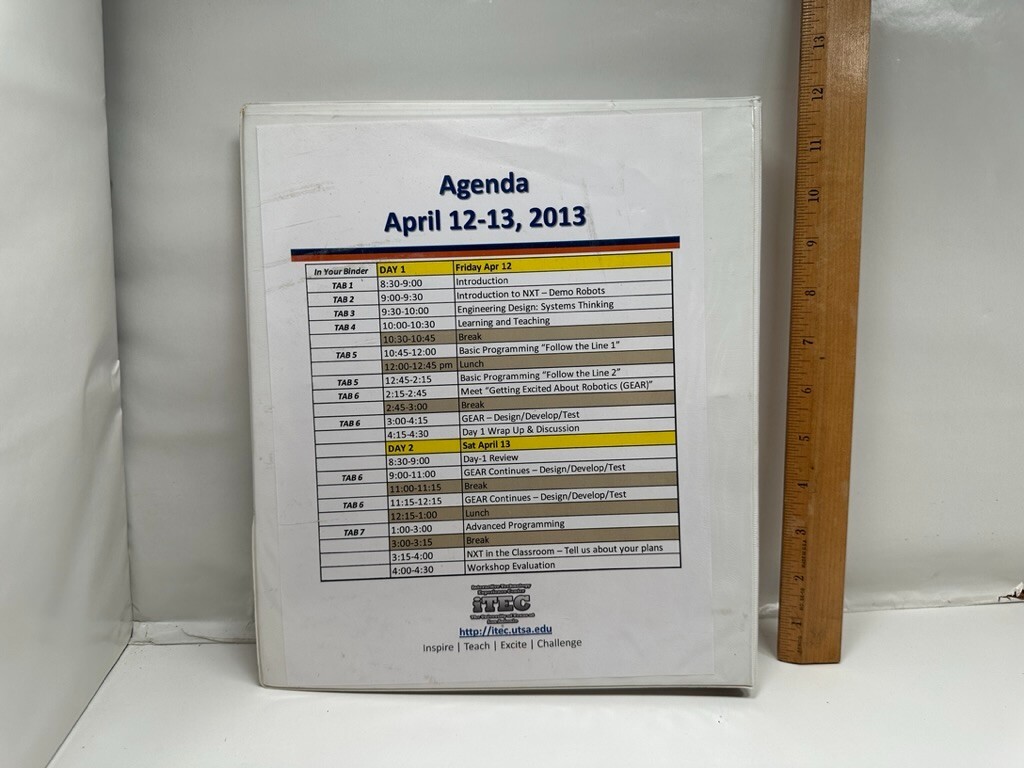 Agenda
April 12-13, 2013
In Your Binder DAY 1 Friday Apr 12
TAB 1 8:30-9:00 Introduction
TAB 2 9:00-9:30 Introduction to NXT – Demo Robots
TAB 3 9:30-10:00 Engineering Design: Systems Thinking
TAB 4 10:00-10:30 Learning and Teaching
10:30-10:45 Break
TAB 5 10:45-12:00 Basic Programming "Follow the Line 1"
12:00-12:45 pm Lunch
TAB 5 12:45-2:15 Basic Programming "Follow the Line 2"
TAB 6 2:15-2:45 Meet "Getting Excited About Robotics (GEAR)"
2:45-3:00 Break
TAB 6 3:00-4:15 GEAR – Design/Develop/Test
4:15-4:30 Day 1 Wrap Up & Discussion
DAY 2 Sat April 13
8:30-9:00 Day-1 Review
TAB 6 9:00-11:00 GEAR Continues – Design/Develop/Test
11:00-11:15 Break
TAB 6 11:15-12:15 GEAR Continues – Design/Develop/Test
12:15-1:00 Lunch
TAB 7 1:00-3:00 Advanced Programming
3:00-3:15 Break
3:15-4:00 NXT in the Classroom – Tell us about your plans
4:00-4:30 Workshop Evaluation
Interactive Technology
Experience Center
iTEC
The University of Texas at
San Antonio
http://itec.utsa.edu
Inspire | Teach | Excite | Challenge
13
12
11
10
9
8
7
6
5
4
3
2
1